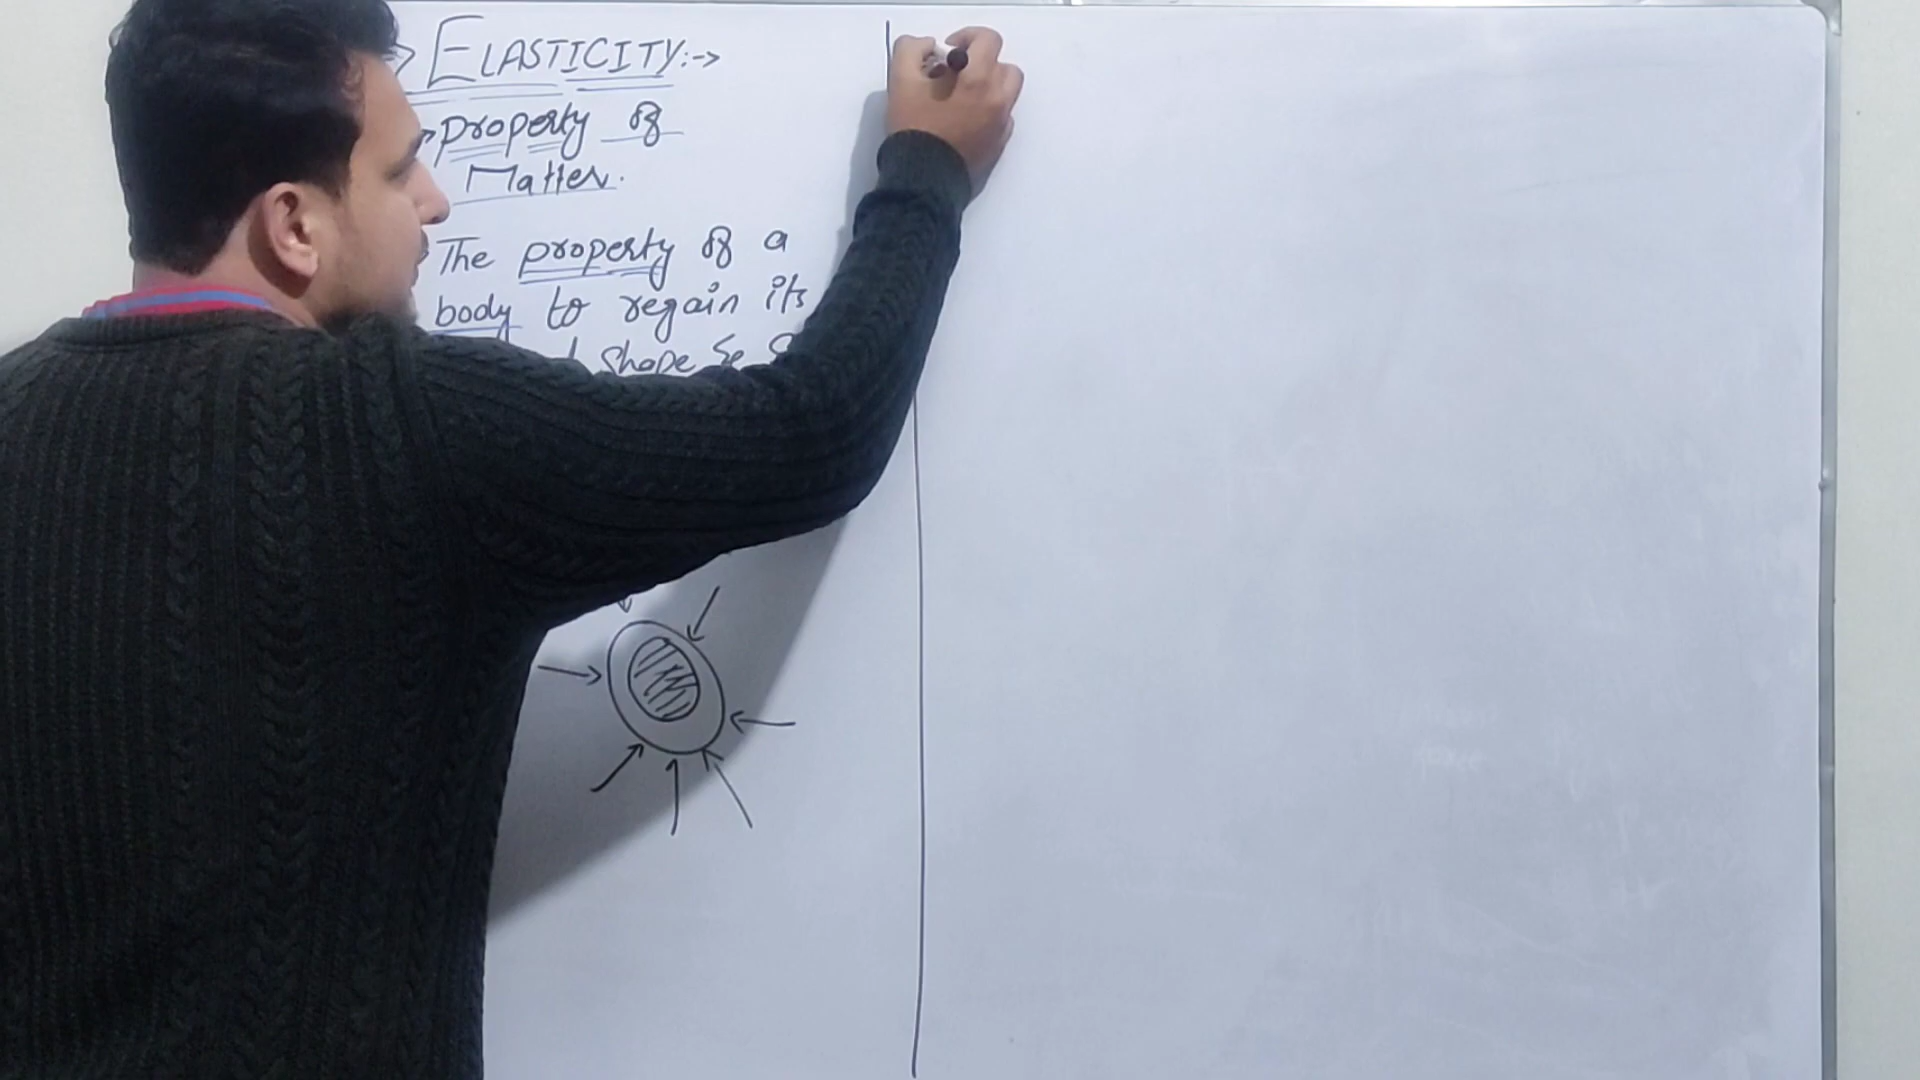 ELASTICITY:->
property of
Matter.
The property of a
body to regain its
shape &